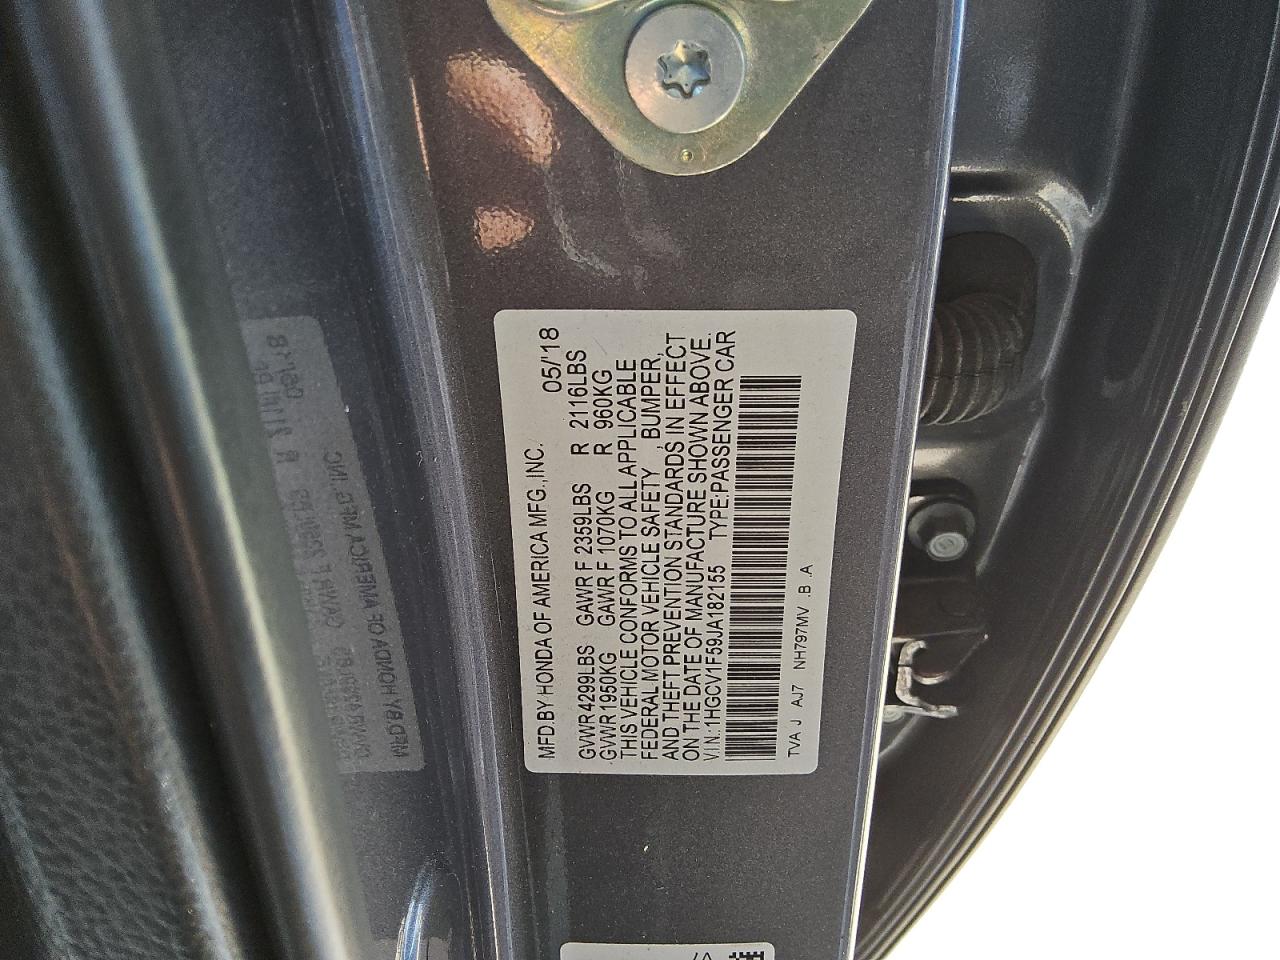 MFD.BY HONDA OF AMERICA MFG.,INC. 05/'18
GVWR 4299LBS GAWR F 2359LBS R 2116LBS
GVWR 1950KG GAWR F 1070KG R 960KG
THIS VEHICLE CONFORMS TO ALL APPLICABLE
FEDERAL MOTOR VEHICLE SAFETY , BUMPER,
AND THEFT PREVENTION STANDARDS IN EFFECT
ON THE DATE OF MANUFACTURE SHOWN ABOVE.
V.I.N.:1HGCV1F59JA182155 TYPE:PASSENGER CAR
TVA J AJ7 NH797MV .B .A